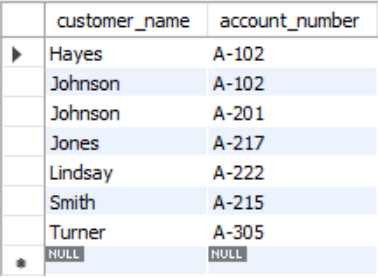 customer_name account_number
Hayes A-102
Johnson A-102
Johnson A-201
Jones A-217
Lindsay A-222
Smith A-215
Turner A-305
NULL NULL